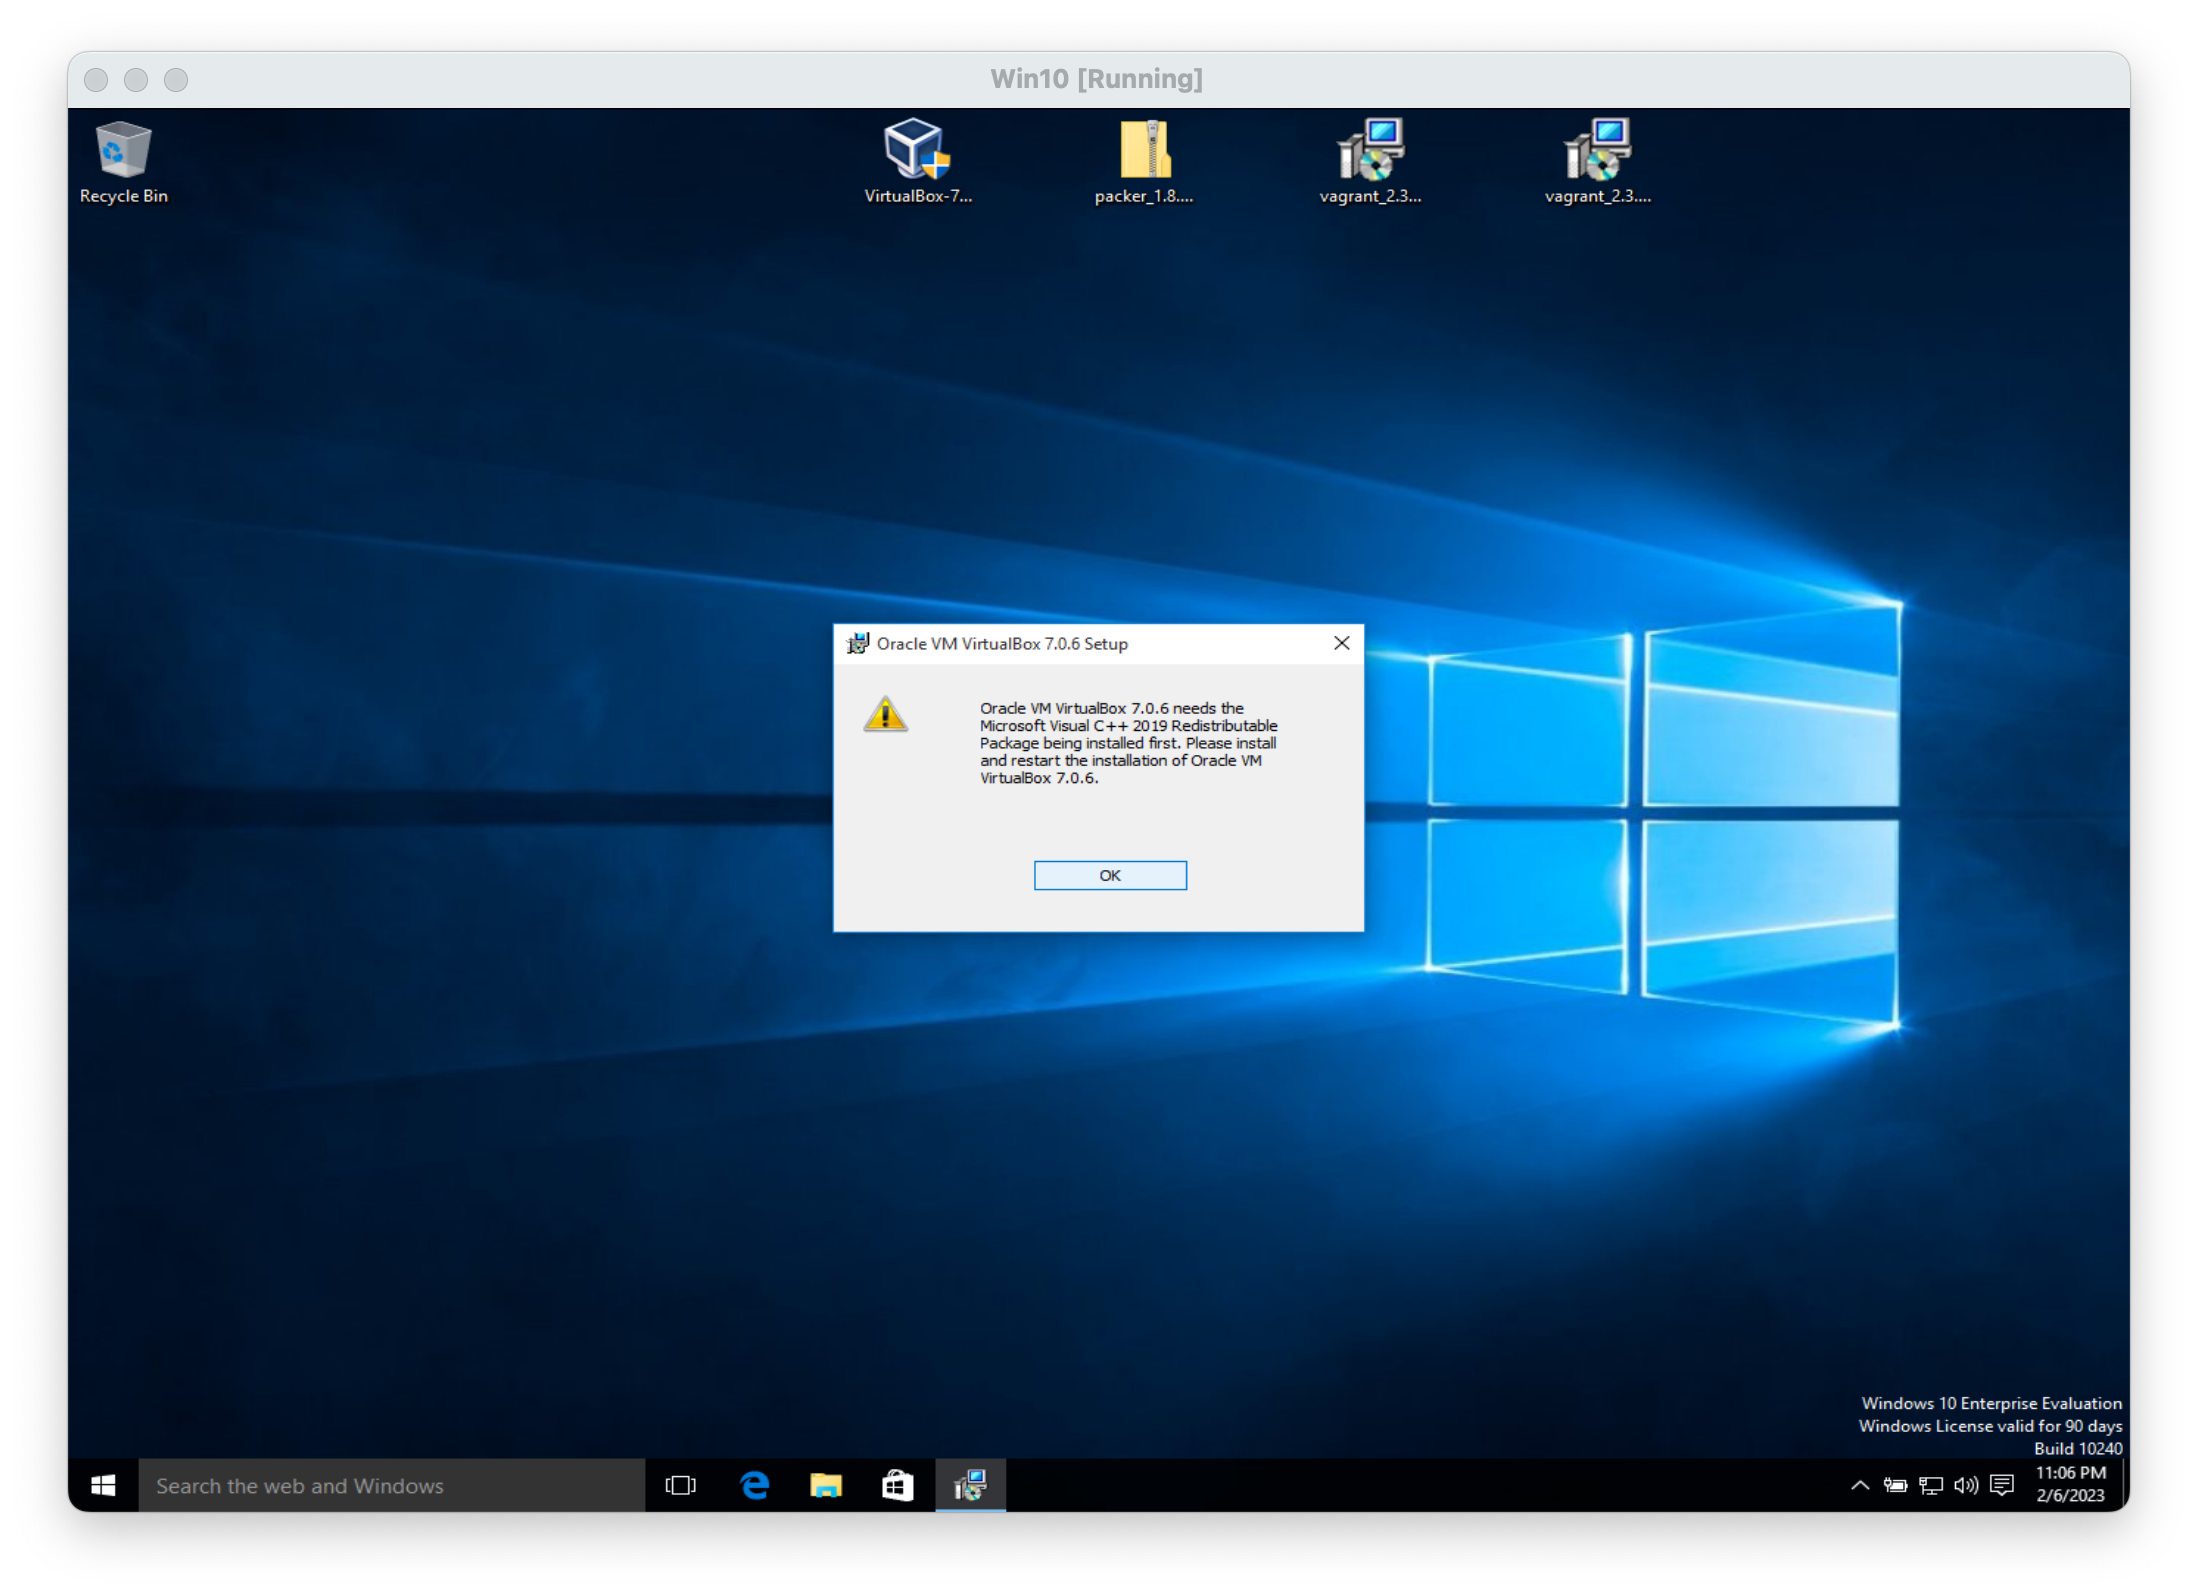 Win10 [Running]
Recycle Bin
VirtualBox-7...
packer_1.8....
vagrant_2.3...
vagrant_2.3....
Oracle VM VirtualBox 7.0.6 Setup
Oracle VM VirtualBox 7.0.6 needs the
Microsoft Visual C++ 2019 Redistributable
Package being installed first. Please install
and restart the installation of Oracle VM
VirtualBox 7.0.6.
OK
Windows 10 Enterprise Evaluation
Windows License valid for 90 days
Build 10240
Search the web and Windows
11:06 PM
2/6/2023